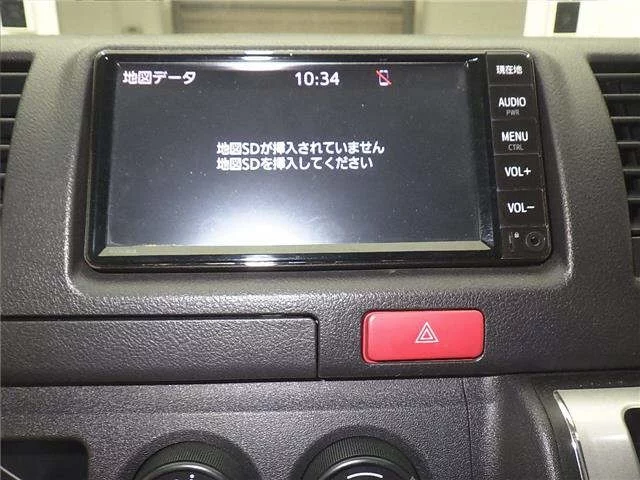 地図データ 10:34
地図SDが挿入されていません
地図SDを挿入してください
現在地
AUDIO
PWR
MENU
CTRL
VOL+
VOL-